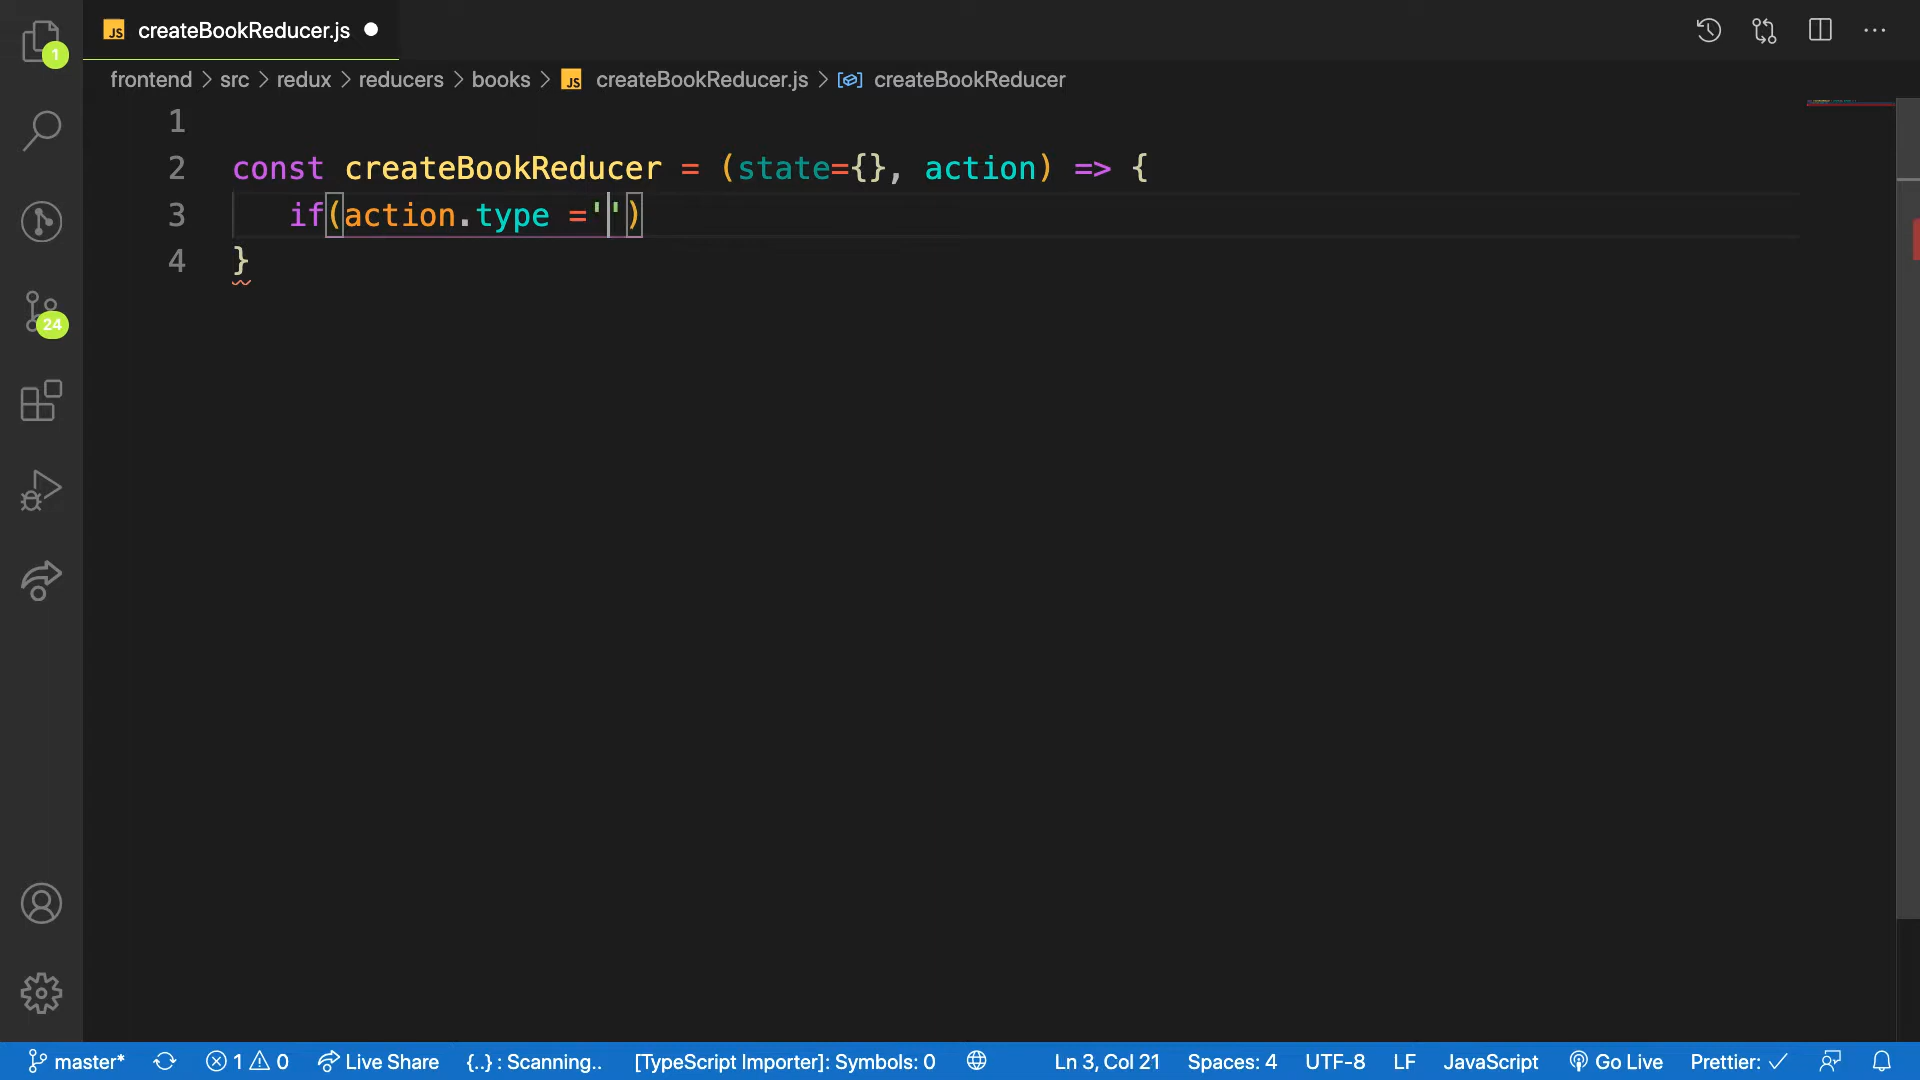 JS createBookReducer.js
frontend > src > redux > reducers > books > JS createBookReducer.js > createBookReducer
1
1
2 const createBookReducer = (state={}, action) => {
3 if(action.type ='')
4 }
24
master* 1 0 Live Share {..} : Scanning.. [TypeScript Importer]: Symbols: 0 Ln 3, Col 21 Spaces: 4 UTF-8 LF JavaScript Go Live Prettier: ✓